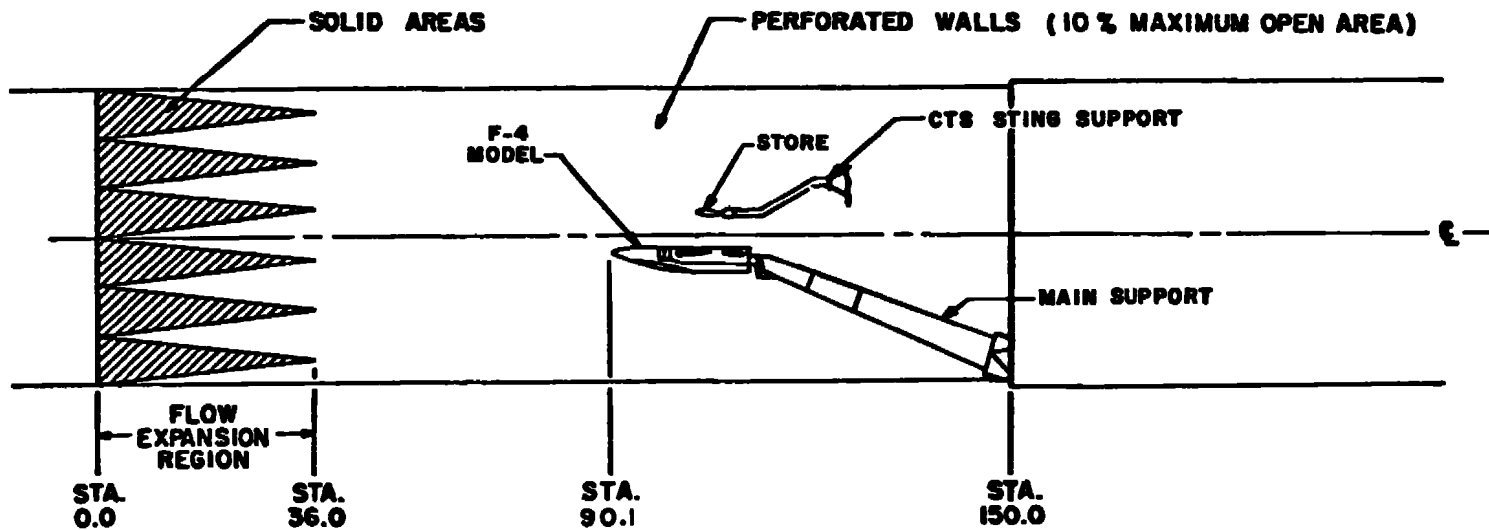 SOLID AREAS
PERFORATED WALLS (10 % MAXIMUM OPEN AREA)
CTS STING SUPPORT
F-4
MODEL
STORE
℄
MAIN SUPPORT
FLOW
EXPANSION
REGION
STA.
0.0
STA.
36.0
STA.
90.1
STA.
150.0